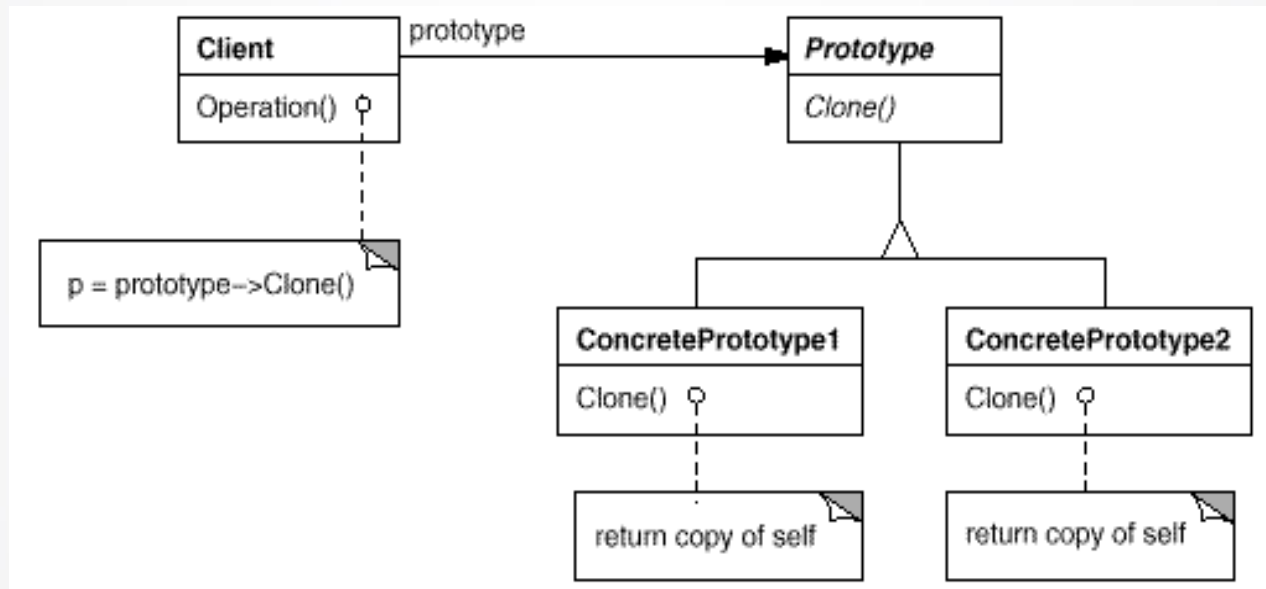 Client
prototype
Prototype
Operation()
Clone()
p = prototype->Clone()
ConcretePrototype1
ConcretePrototype2
Clone()
Clone()
return copy of self
return copy of self